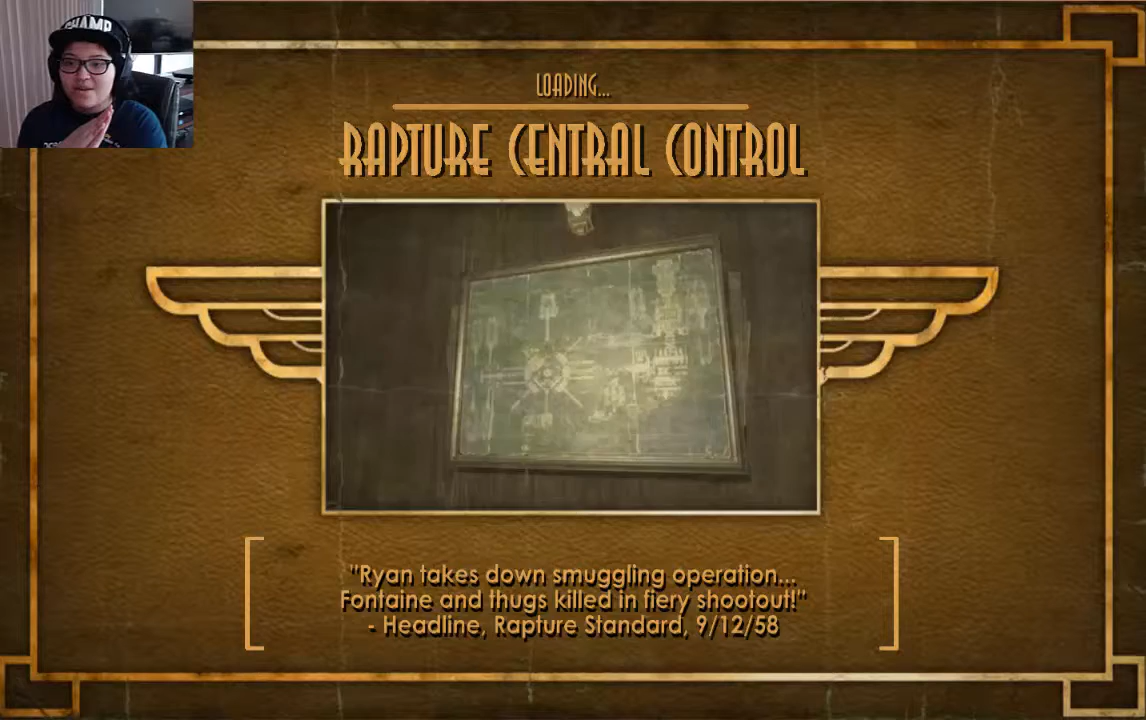 CHAMP
LOADING...
RAPTURE CENTRAL CONTROL
"Ryan takes down smuggling operation...
Fontaine and thugs killed in fiery shootout!"
- Headline, Rapture Standard, 9/12/58